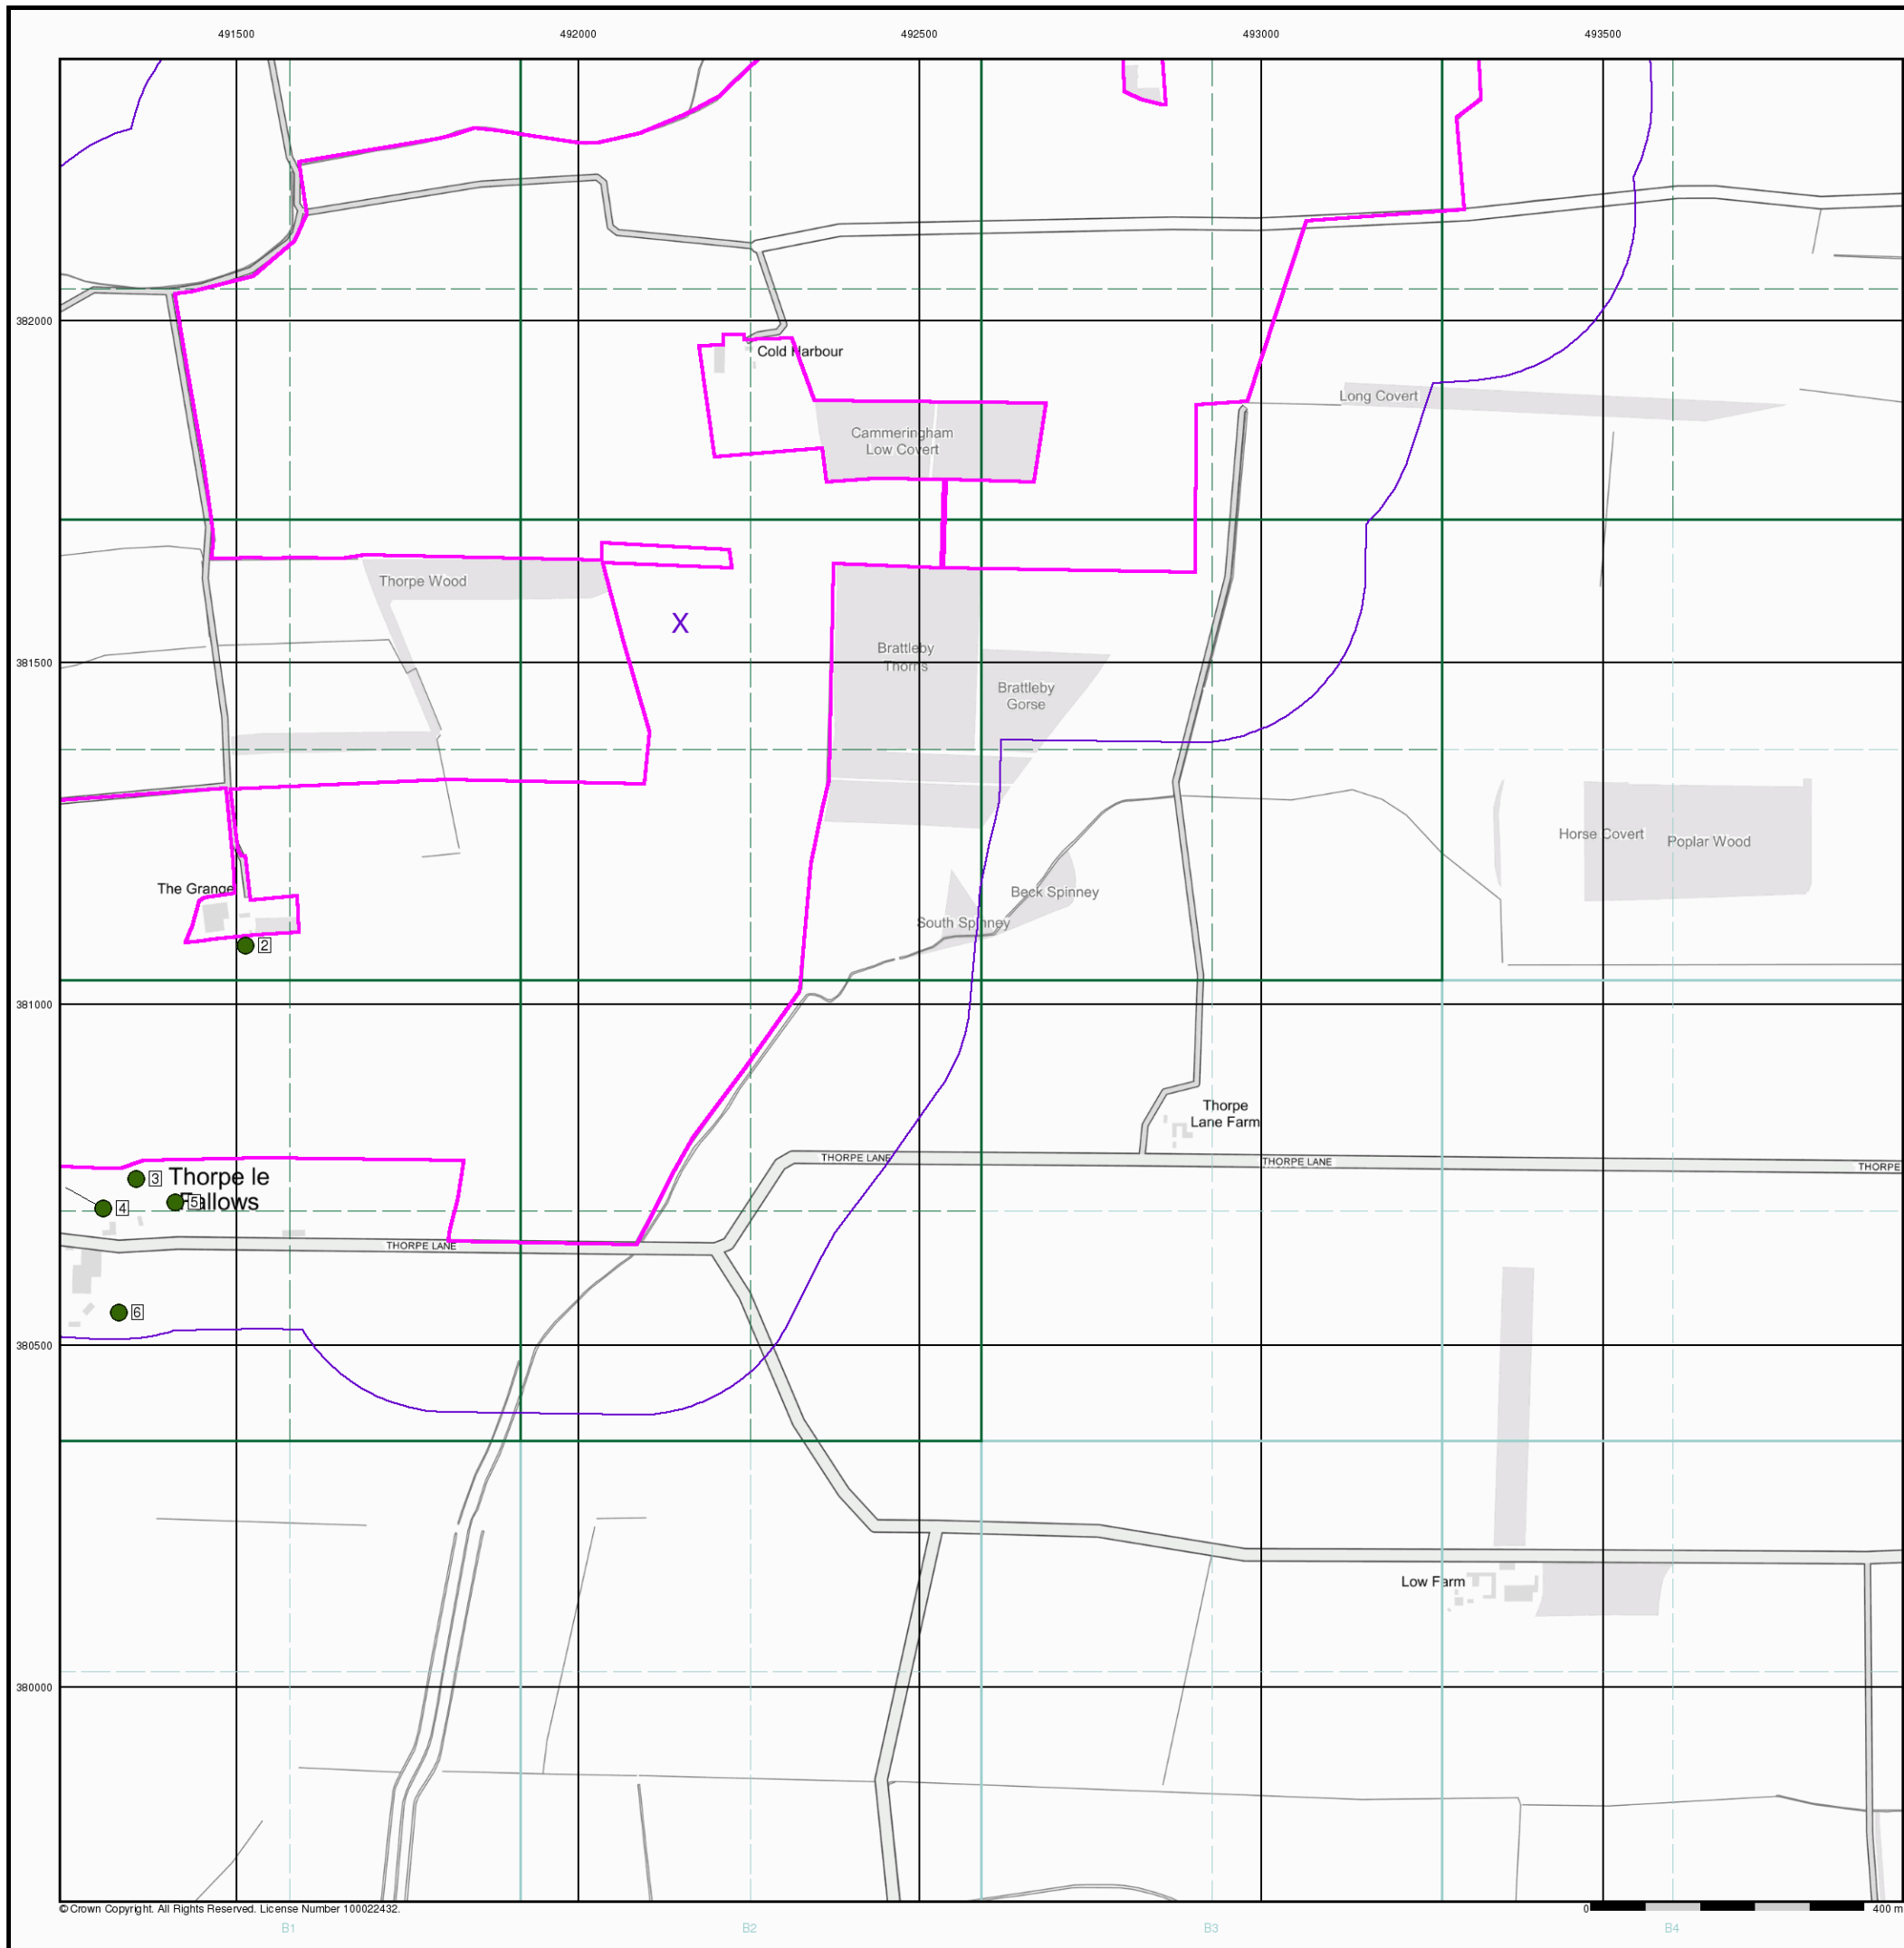 491500 492000 492500 493000 493500
382000
Cold Harbour
Long Covert
Cammeringham
Low Covert
Thorpe Wood
X
381500
Brattleby
Thorns
Brattleby
Gorse
Horse Covert
Poplar Wood
The Grange
Beck Spinney
South Spinney
2
381000
Thorpe
Lane Farm
THORPE LANE
THORPE LANE
THORPE
3
Thorpe le
Fallows
4
5
THORPE LANE
6
380500
Low Farm
380000
© Crown Copyright. All Rights Reserved. License Number 100022432.
0 400 m
B1 B2 B3 B4